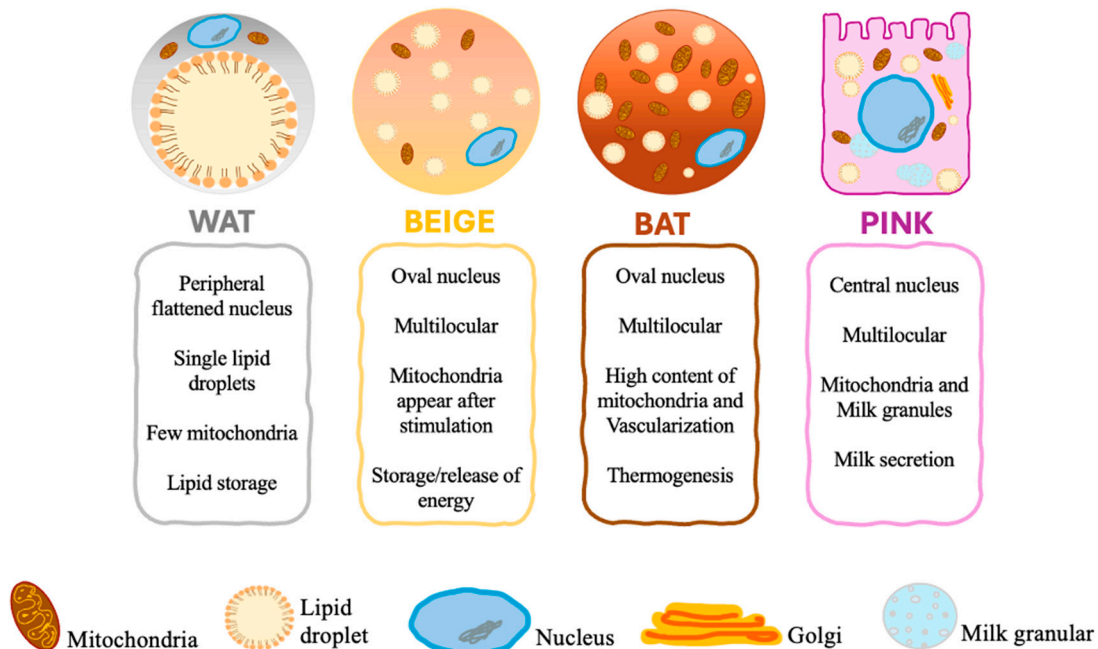 WAT
BEIGE
BAT
PINK
Peripheral
flattened nucleus
Single lipid
droplets
Few mitochondria
Lipid storage
Oval nucleus
Multilocular
Mitochondria
appear after
stimulation
Storage/release of
energy
Oval nucleus
Multilocular
High content of
mitochondria and
Vascularization
Thermogenesis
Central nucleus
Multilocular
Mitochondria and
Milk granules
Milk secretion
Mitochondria
Lipid
droplet
Nucleus
Golgi
Milk granular